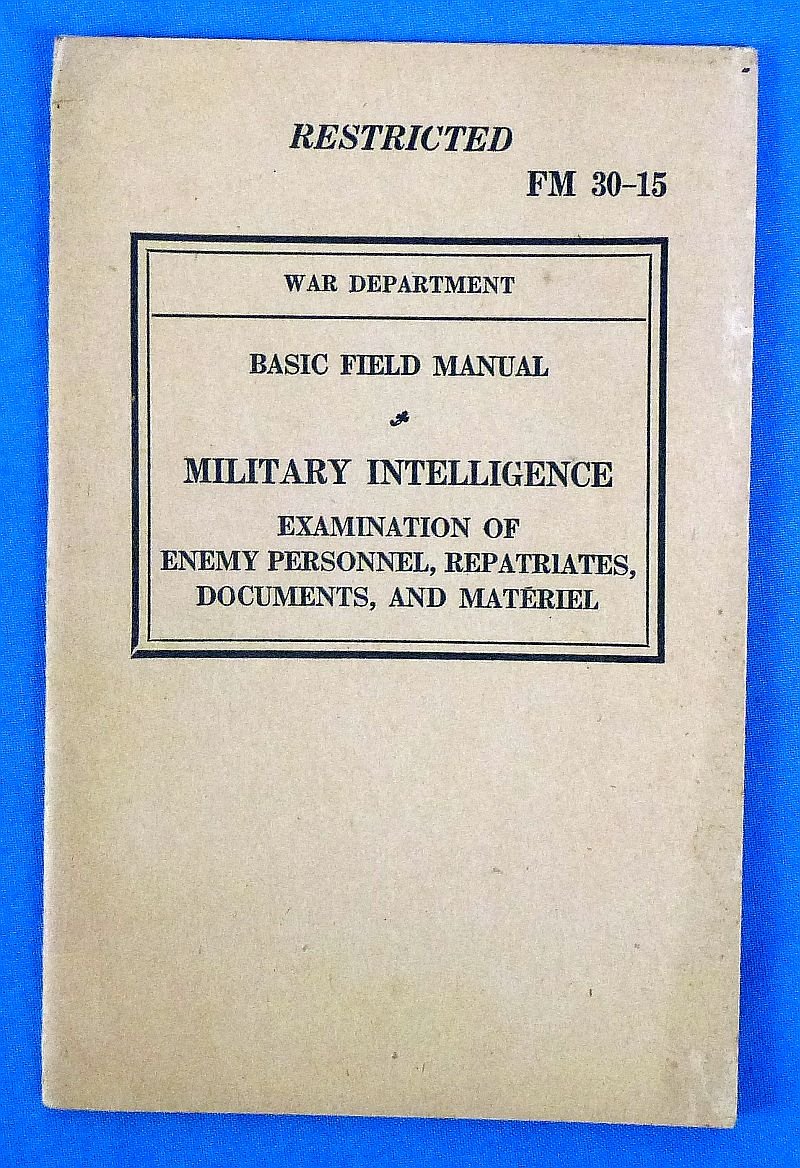 RESTRICTED
FM 30–15
WAR DEPARTMENT
BASIC FIELD MANUAL
MILITARY INTELLIGENCE
EXAMINATION OF
ENEMY PERSONNEL, REPATRIATES,
DOCUMENTS, AND MATÉRIEL